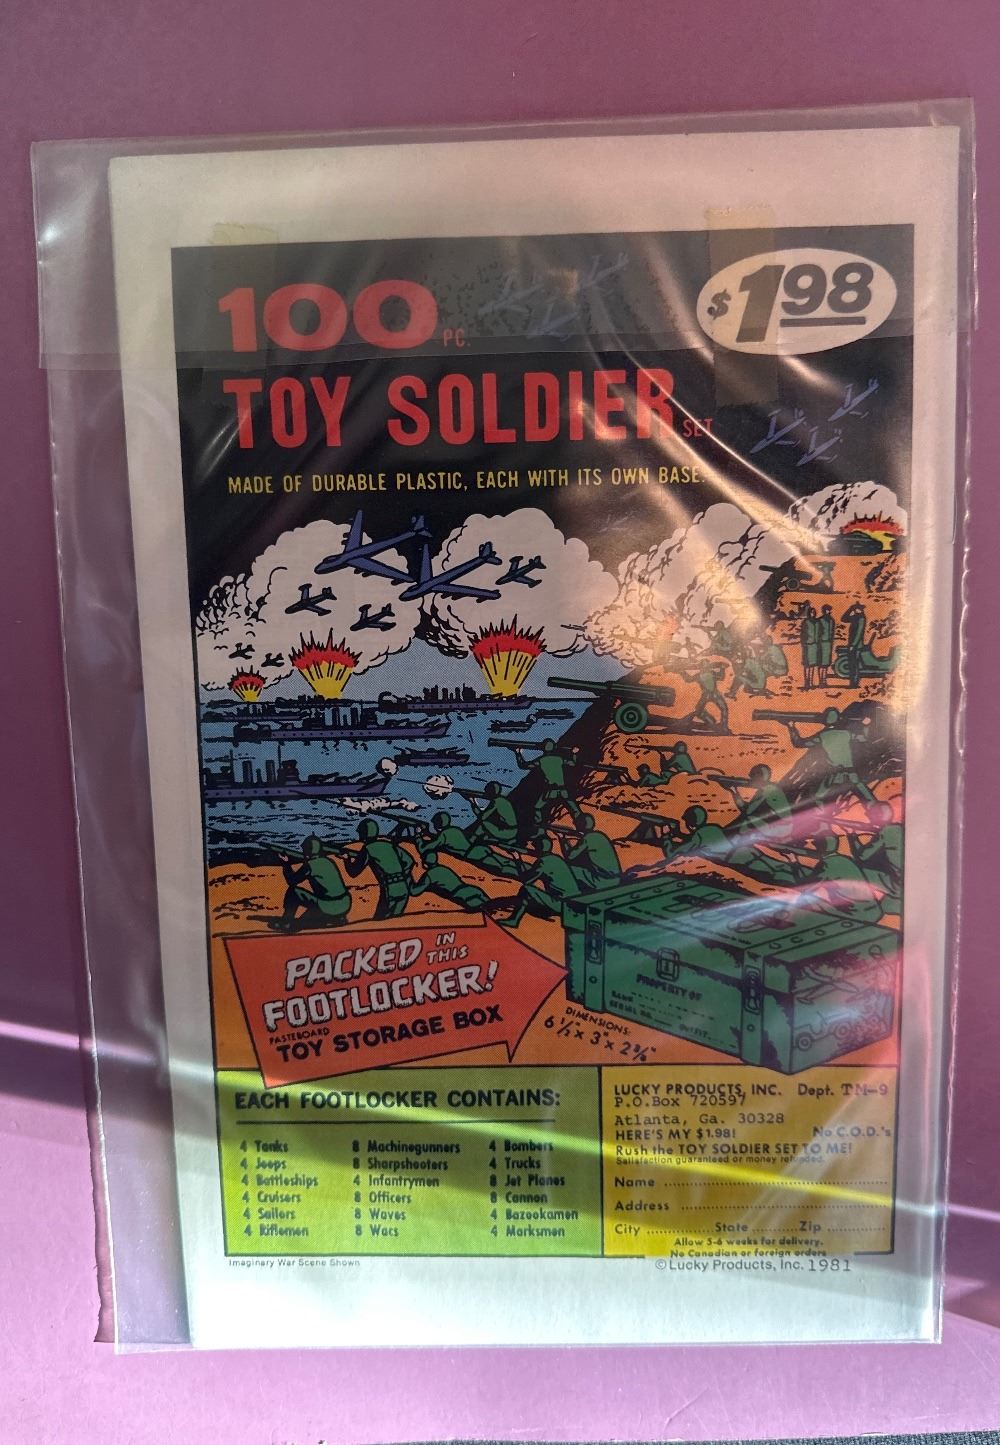 100 PC.
$1.98
TOY SOLDIER SET
MADE OF DURABLE PLASTIC, EACH WITH ITS OWN BASE.
PACKED IN THIS
FOOTLOCKER!
PASTEBOARD
TOY STORAGE BOX
PROPERTY OF
DIMENSIONS:
6 1/2" x 3" x 2 3/8"
EACH FOOTLOCKER CONTAINS:
4 Tanks
4 Jeeps
4 Battleships
4 Cruisers
4 Sailors
4 Riflemen
8 Machinegunners
8 Sharpshooters
4 Infantrymen
8 Officers
8 Waves
8 Wacs
4 Bombers
4 Trucks
8 Jet Planes
8 Cannon
4 Bazookamen
4 Marksmen
LUCKY PRODUCTS, INC. Dept. TM-9
P.O.Box 720597
Atlanta, Ga. 30328
HERE'S MY $1.98! No C.O.D.'s
Rush the TOY SOLDIER SET TO ME!
Satisfaction guaranteed or money refunded.
Name
Address
City State Zip
Allow 5-6 weeks for delivery.
No Canadian or foreign orders
Imaginary War Scene Shown
©Lucky Products, Inc. 1981